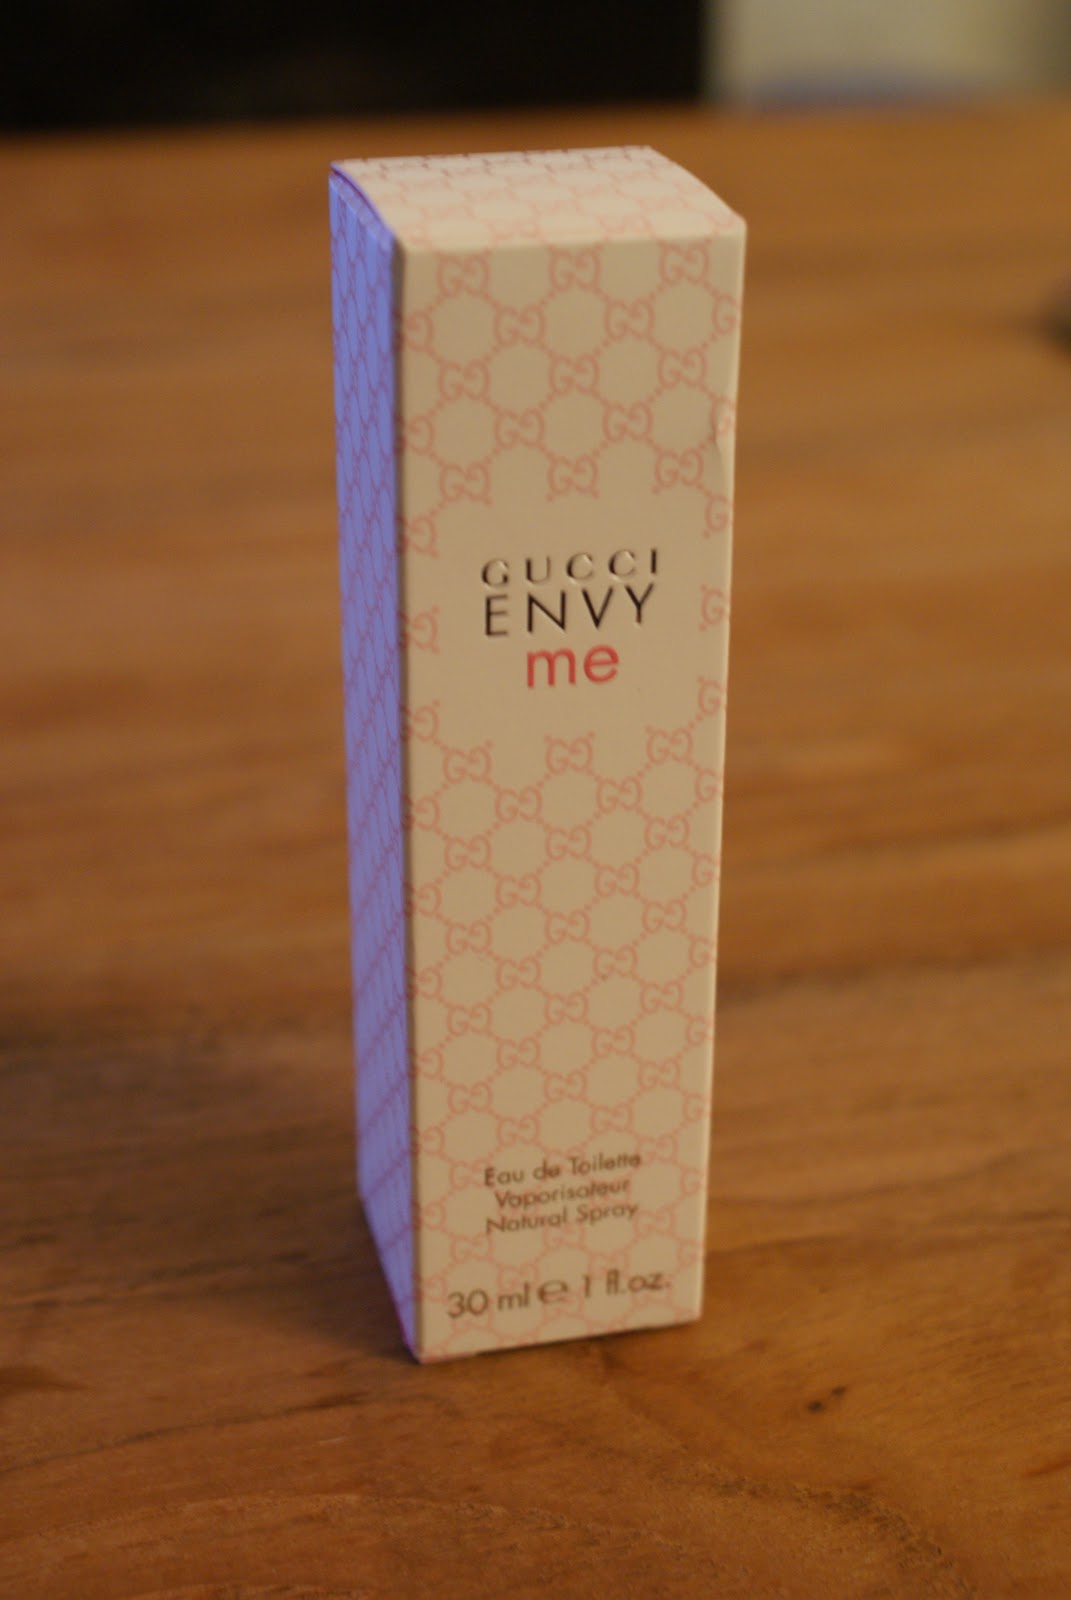 GUCCI
ENVY
me
Eau de Toilette
Vaporisateur
Natural Spray
30 ml ℮ 1 fl.oz.